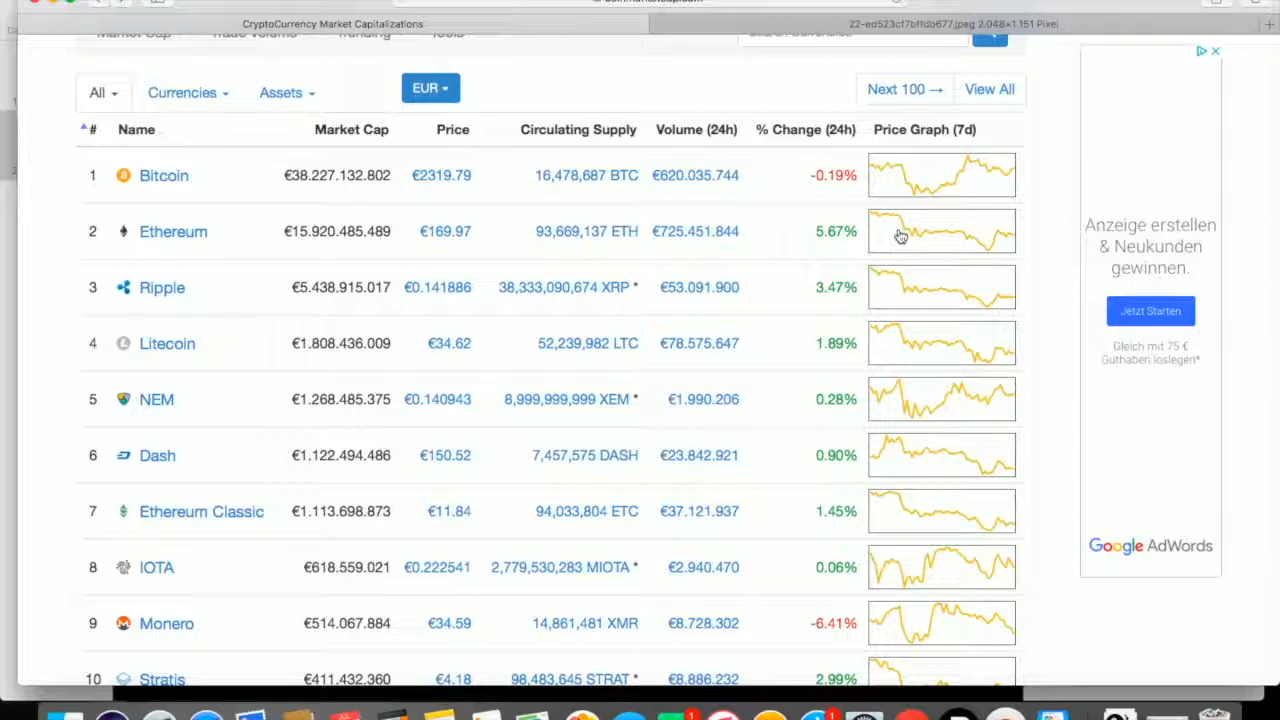 CryptoCurrency Market Capitalizations
22-ed523cf7bffdb677.jpeg 2.048×1.151 Pixel
All
Currencies
Assets
EUR
Next 100 →
View All
# Name Market Cap Price Circulating Supply Volume (24h) % Change (24h) Price Graph (7d)
1 Bitcoin €38.227.132.802 €2319.79 16,478,687 BTC €620.035.744 -0.19%
2 Ethereum €15.920.485.489 €169.97 93,669,137 ETH €725.451.844 5.67%
3 Ripple €5.438.915.017 €0.141886 38,333,090,674 XRP * €53.091.900 3.47%
4 Litecoin €1.808.436.009 €34.62 52,239,982 LTC €78.575.647 1.89%
5 NEM €1.268.485.375 €0.140943 8,999,999,999 XEM * €1.990.206 0.28%
6 Dash €1.122.494.486 €150.52 7,457,575 DASH €23.842.921 0.90%
7 Ethereum Classic €1.113.698.873 €11.84 94,033,804 ETC €37.121.937 1.45%
8 IOTA €618.559.021 €0.222541 2,779,530,283 MIOTA * €2.940.470 0.06%
9 Monero €514.067.884 €34.59 14,861,481 XMR €8.728.302 -6.41%
10 Stratis €411.432.360 €4.18 98,483,645 STRAT * €8.886.232 2.99%
Anzeige erstellen
& Neukunden
gewinnen.
Jetzt Starten
Gleich mit 75 €
Guthaben loslegen*
Google AdWords
1
1